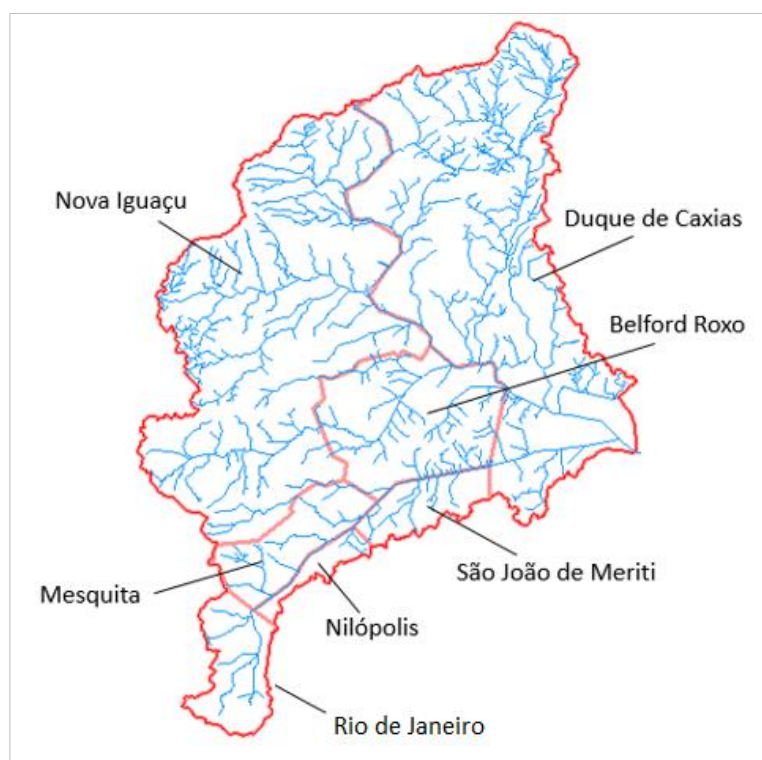 Nova Iguaçu
Duque de Caxias
Belford Roxo
São João de Meriti
Mesquita
Nilópolis
Rio de Janeiro